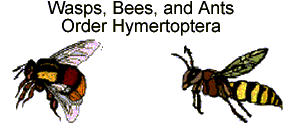 Wasps, Bees, and Ants
Order Hymertoptera